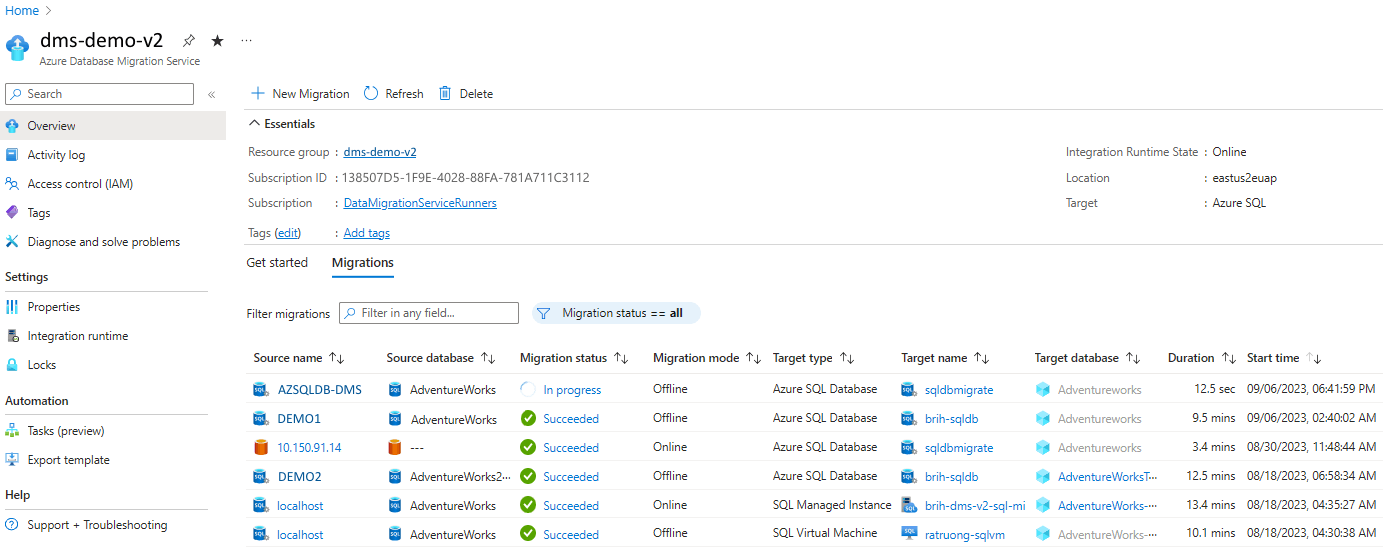 Home >
dms-demo-v2 ...
Azure Database Migration Service
Search «
Overview
Activity log
Access control (IAM)
Tags
Diagnose and solve problems
Settings
Properties
Integration runtime
Locks
Automation
Tasks (preview)
Export template
Help
Support + Troubleshooting
New Migration Refresh Delete
Essentials
Resource group : dms-demo-v2
Subscription ID : 138507D5-1F9E-4028-88FA-781A711C3112
Subscription : DataMigrationServiceRunners
Tags (edit) : Add tags
Integration Runtime State : Online
Location : eastus2euap
Target : Azure SQL
Get started Migrations
Filter migrations Filter in any field... Migration status == all
Source name Source database Migration status Migration mode Target type Target name Target database Duration Start time
AZSQLDB-DMS AdventureWorks In progress Offline Azure SQL Database sqldbmigrate Adventureworks 12.5 sec 09/06/2023, 06:41:59 PM
DEMO1 AdventureWorks Succeeded Offline Azure SQL Database brih-sqldb Adventureworks 9.5 mins 09/06/2023, 02:40:02 AM
10.150.91.14 --- Succeeded Online Azure SQL Database sqldbmigrate Adventureworks 3.4 mins 08/30/2023, 11:48:44 AM
DEMO2 AdventureWorks2... Succeeded Offline Azure SQL Database brih-sqldb AdventureWorksT... 12.5 mins 08/18/2023, 06:58:34 AM
localhost AdventureWorks Succeeded Online SQL Managed Instance brih-dms-v2-sql-mi AdventureWorks-... 13.4 mins 08/18/2023, 04:35:27 AM
localhost AdventureWorks Succeeded Offline SQL Virtual Machine ratruong-sqlvm AdventureWorks-... 10.1 mins 08/18/2023, 04:30:38 AM